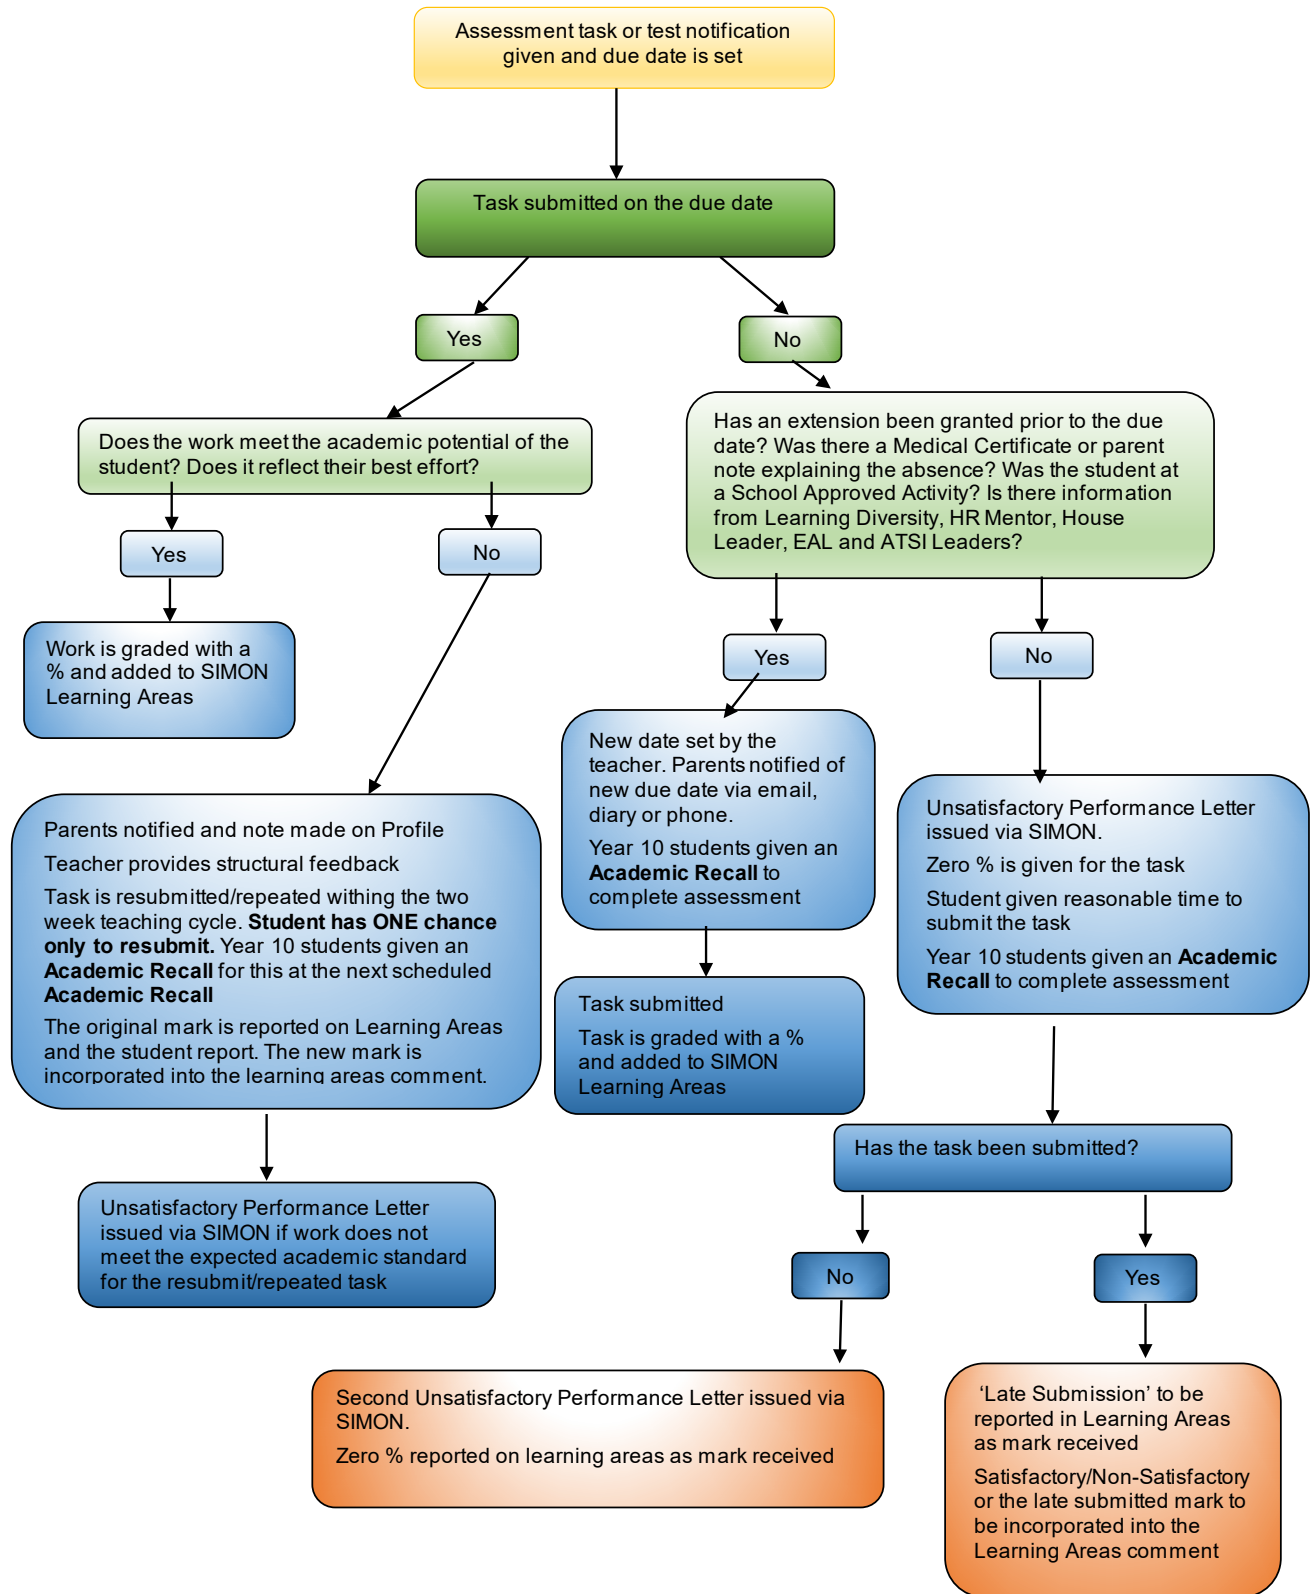 Assessment task or test notification
given and due date is set
Task submitted on the due date
Yes
No
Does the work meet the academic potential of the
student? Does it reflect their best effort?
Has an extension been granted prior to the due
date? Was there a Medical Certificate or parent
note explaining the absence? Was the student at
a School Approved Activity? Is there information
from Learning Diversity, HR Mentor, House
Leader, EAL and ATSI Leaders?
Yes
No
Work is graded with a
% and added to SIMON
Learning Areas
Yes
No
Parents notified and note made on Profile
Teacher provides structural feedback
Task is resubmitted/repeated withing the two
week teaching cycle. Student has ONE chance
only to resubmit. Year 10 students given an
Academic Recall for this at the next scheduled
Academic Recall
The original mark is reported on Learning Areas
and the student report. The new mark is
incorporated into the learning areas comment.
New date set by the
teacher. Parents notified of
new due date via email,
diary or phone.
Year 10 students given an
Academic Recall to
complete assessment
Unsatisfactory Performance Letter
issued via SIMON.
Zero % is given for the task
Student given reasonable time to
submit the task
Year 10 students given an Academic
Recall to complete assessment
Task submitted
Task is graded with a %
and added to SIMON
Learning Areas
Has the task been submitted?
Unsatisfactory Performance Letter
issued via SIMON if work does not
meet the expected academic standard
for the resubmit/repeated task
No
Yes
Second Unsatisfactory Performance Letter issued via
SIMON.
Zero % reported on learning areas as mark received
‘Late Submission’ to be
reported in Learning Areas
as mark received
Satisfactory/Non-Satisfactory
or the late submitted mark to
be incorporated into the
Learning Areas comment